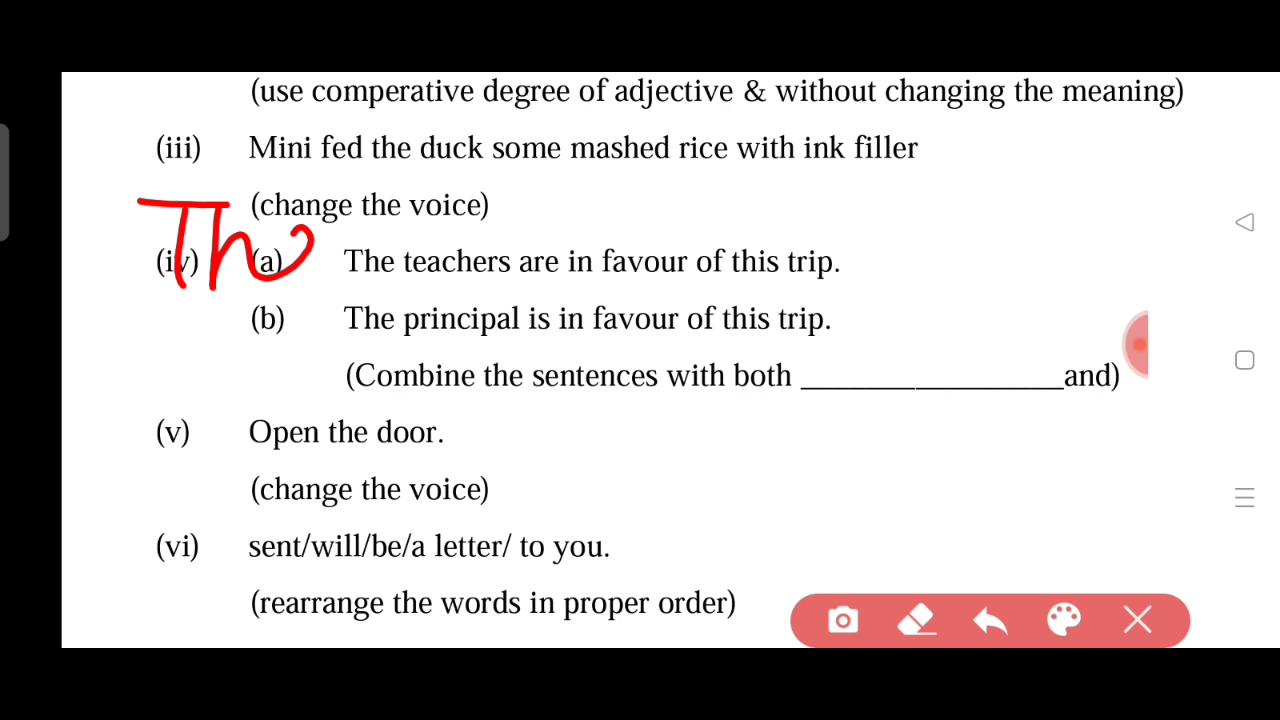 (use comperative degree of adjective & without changing the meaning)
(iii) Mini fed the duck some mashed rice with ink filler
(change the voice)
Th
(iv) (a) The teachers are in favour of this trip.
(b) The principal is in favour of this trip.
(Combine the sentences with both __________________and)
(v) Open the door.
(change the voice)
(vi) sent/will/be/a letter/ to you.
(rearrange the words in proper order)